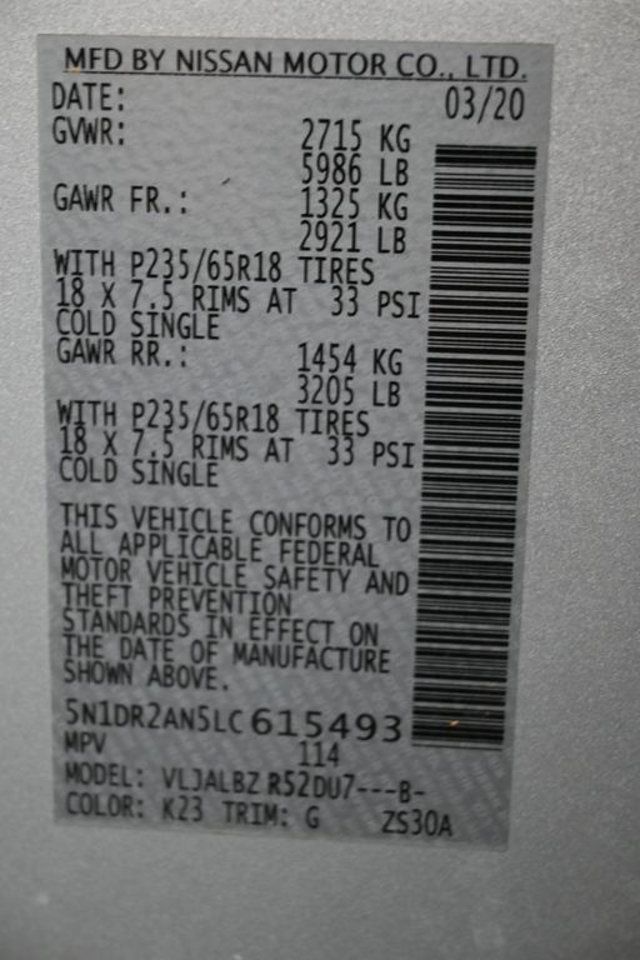 MFD BY NISSAN MOTOR CO., LTD.
DATE: 03/20
GVWR: 2715 KG
5986 LB
GAWR FR.: 1325 KG
2921 LB
WITH P235/65R18 TIRES
18 X 7.5 RIMS AT 33 PSI
COLD SINGLE
GAWR RR.: 1454 KG
3205 LB
WITH P235/65R18 TIRES
18 X 7.5 RIMS AT 33 PSI
COLD SINGLE
THIS VEHICLE CONFORMS TO
ALL APPLICABLE FEDERAL
MOTOR VEHICLE SAFETY AND
THEFT PREVENTION
STANDARDS IN EFFECT ON
THE DATE OF MANUFACTURE
SHOWN ABOVE.
5N1DR2AN5LC615493
MPV 114
MODEL: VLJALBZ R52DU7---B-
COLOR: K23 TRIM: G ZS30A